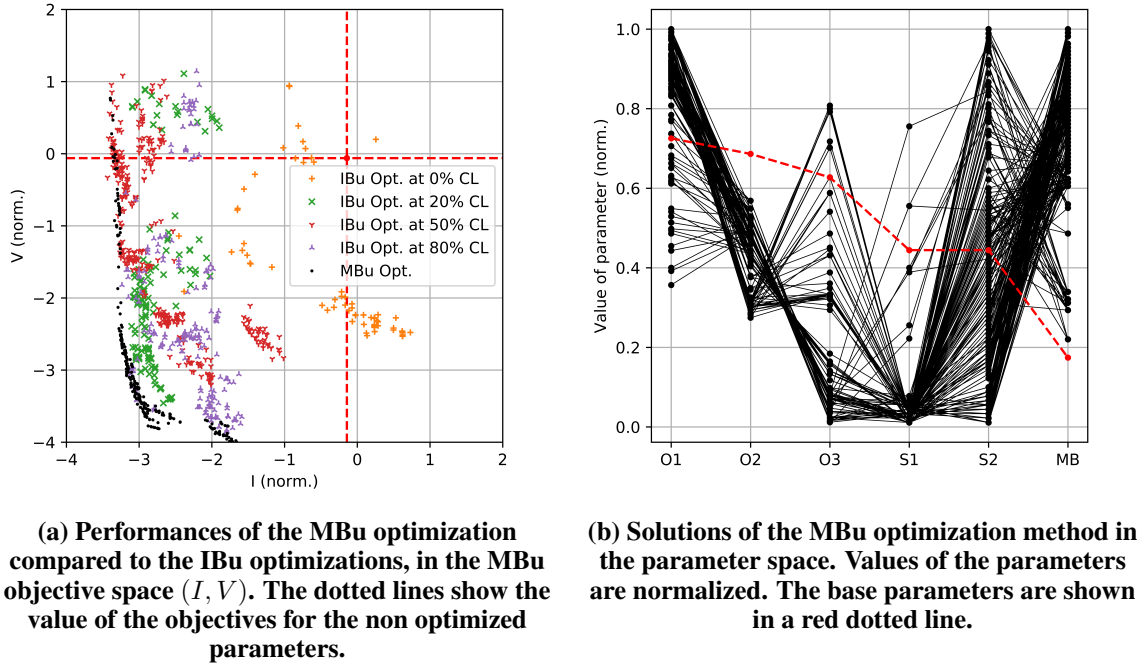 2
1
0
−1
−2
−3
−4
V (norm.)
−4
−3
−2
−1
0
1
2
I (norm.)
IBu Opt. at 0% CL
IBu Opt. at 20% CL
IBu Opt. at 50% CL
IBu Opt. at 80% CL
MBu Opt.
1.0
0.8
0.6
0.4
0.2
0.0
Value of parameter (norm.)
O1
O2
O3
S1
S2
MB
(a) Performances of the MBu optimization
compared to the IBu optimizations, in the MBu
objective space (I, V). The dotted lines show the
value of the objectives for the non optimized
parameters.
(b) Solutions of the MBu optimization method in
the parameter space. Values of the parameters
are normalized. The base parameters are shown
in a red dotted line.